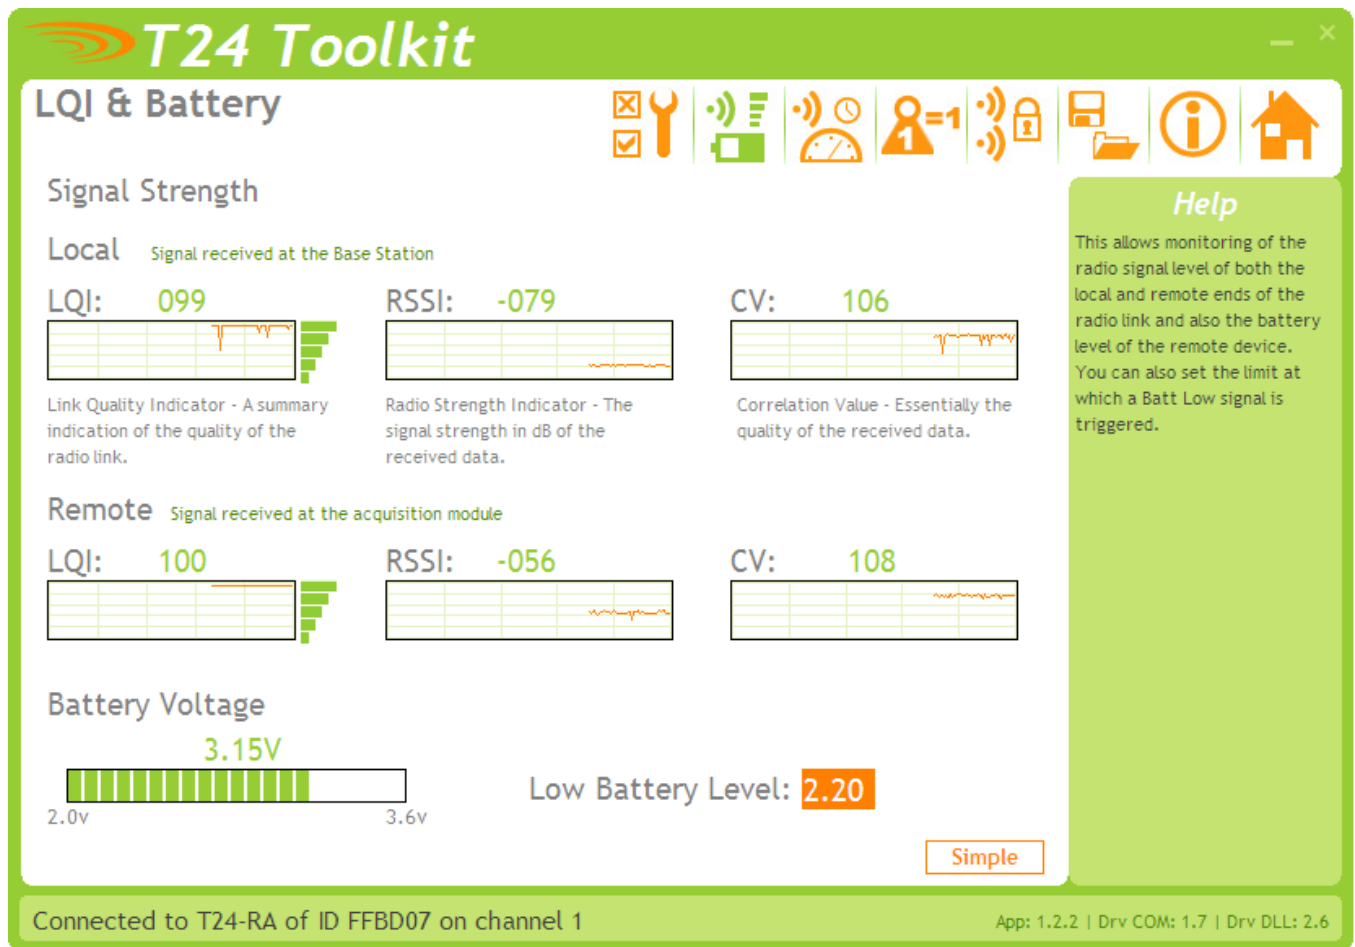 T24 Toolkit
LQI & Battery
1
=1
Signal Strength
Local Signal received at the Base Station
LQI: 099 RSSI: -079 CV: 106
Link Quality Indicator - A summary
indication of the quality of the
radio link.
Radio Strength Indicator - The
signal strength in dB of the
received data.
Correlation Value - Essentially the
quality of the received data.
Remote Signal received at the acquisition module
LQI: 100 RSSI: -056 CV: 108
Battery Voltage
3.15V
2.0v 3.6v
Low Battery Level: 2.20
Simple
Help
This allows monitoring of the
radio signal level of both the
local and remote ends of the
radio link and also the battery
level of the remote device.
You can also set the limit at
which a Batt Low signal is
triggered.
Connected to T24-RA of ID FFBD07 on channel 1
App: 1.2.2 | Drv COM: 1.7 | Drv DLL: 2.6